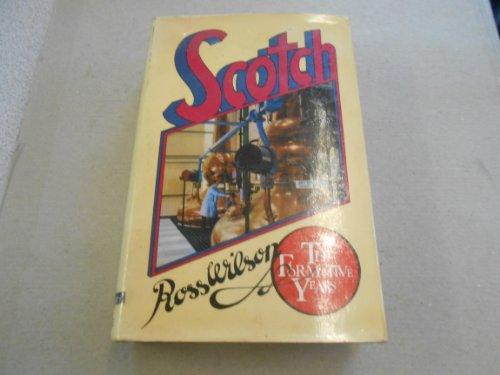 Scotch
Ross Wilson
The
Formative
Years